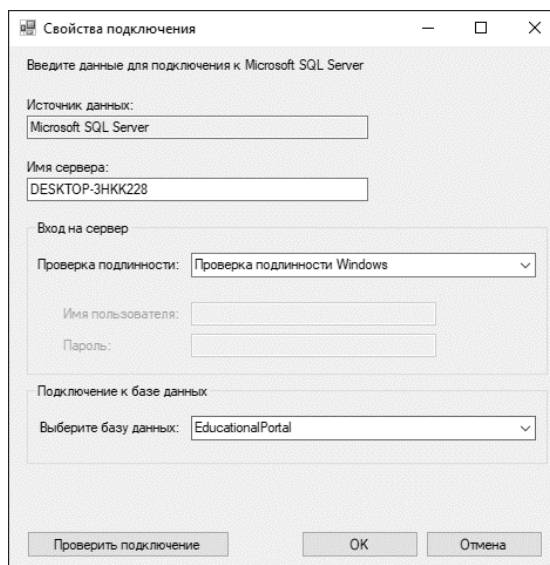 Свойства подключения
Введите данные для подключения к Microsoft SQL Server
Источник данных:
Microsoft SQL Server
Имя сервера:
DESKTOP-3HKK228
Вход на сервер
Проверка подлинности: Проверка подлинности Windows
Имя пользователя:
Пароль:
Подключение к базе данных
Выберите базу данных: EducationalPortal
Проверить подключение OK Отмена